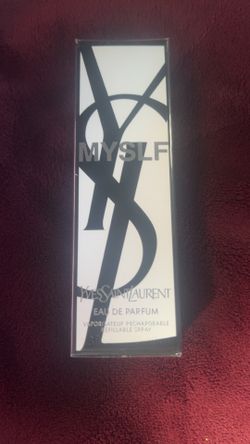 MYSLF
YVESSAINTLAURENT
EAU DE PARFUM
VAPORISATEUR RECHARGEABLE
REFILLABLE SPRAY